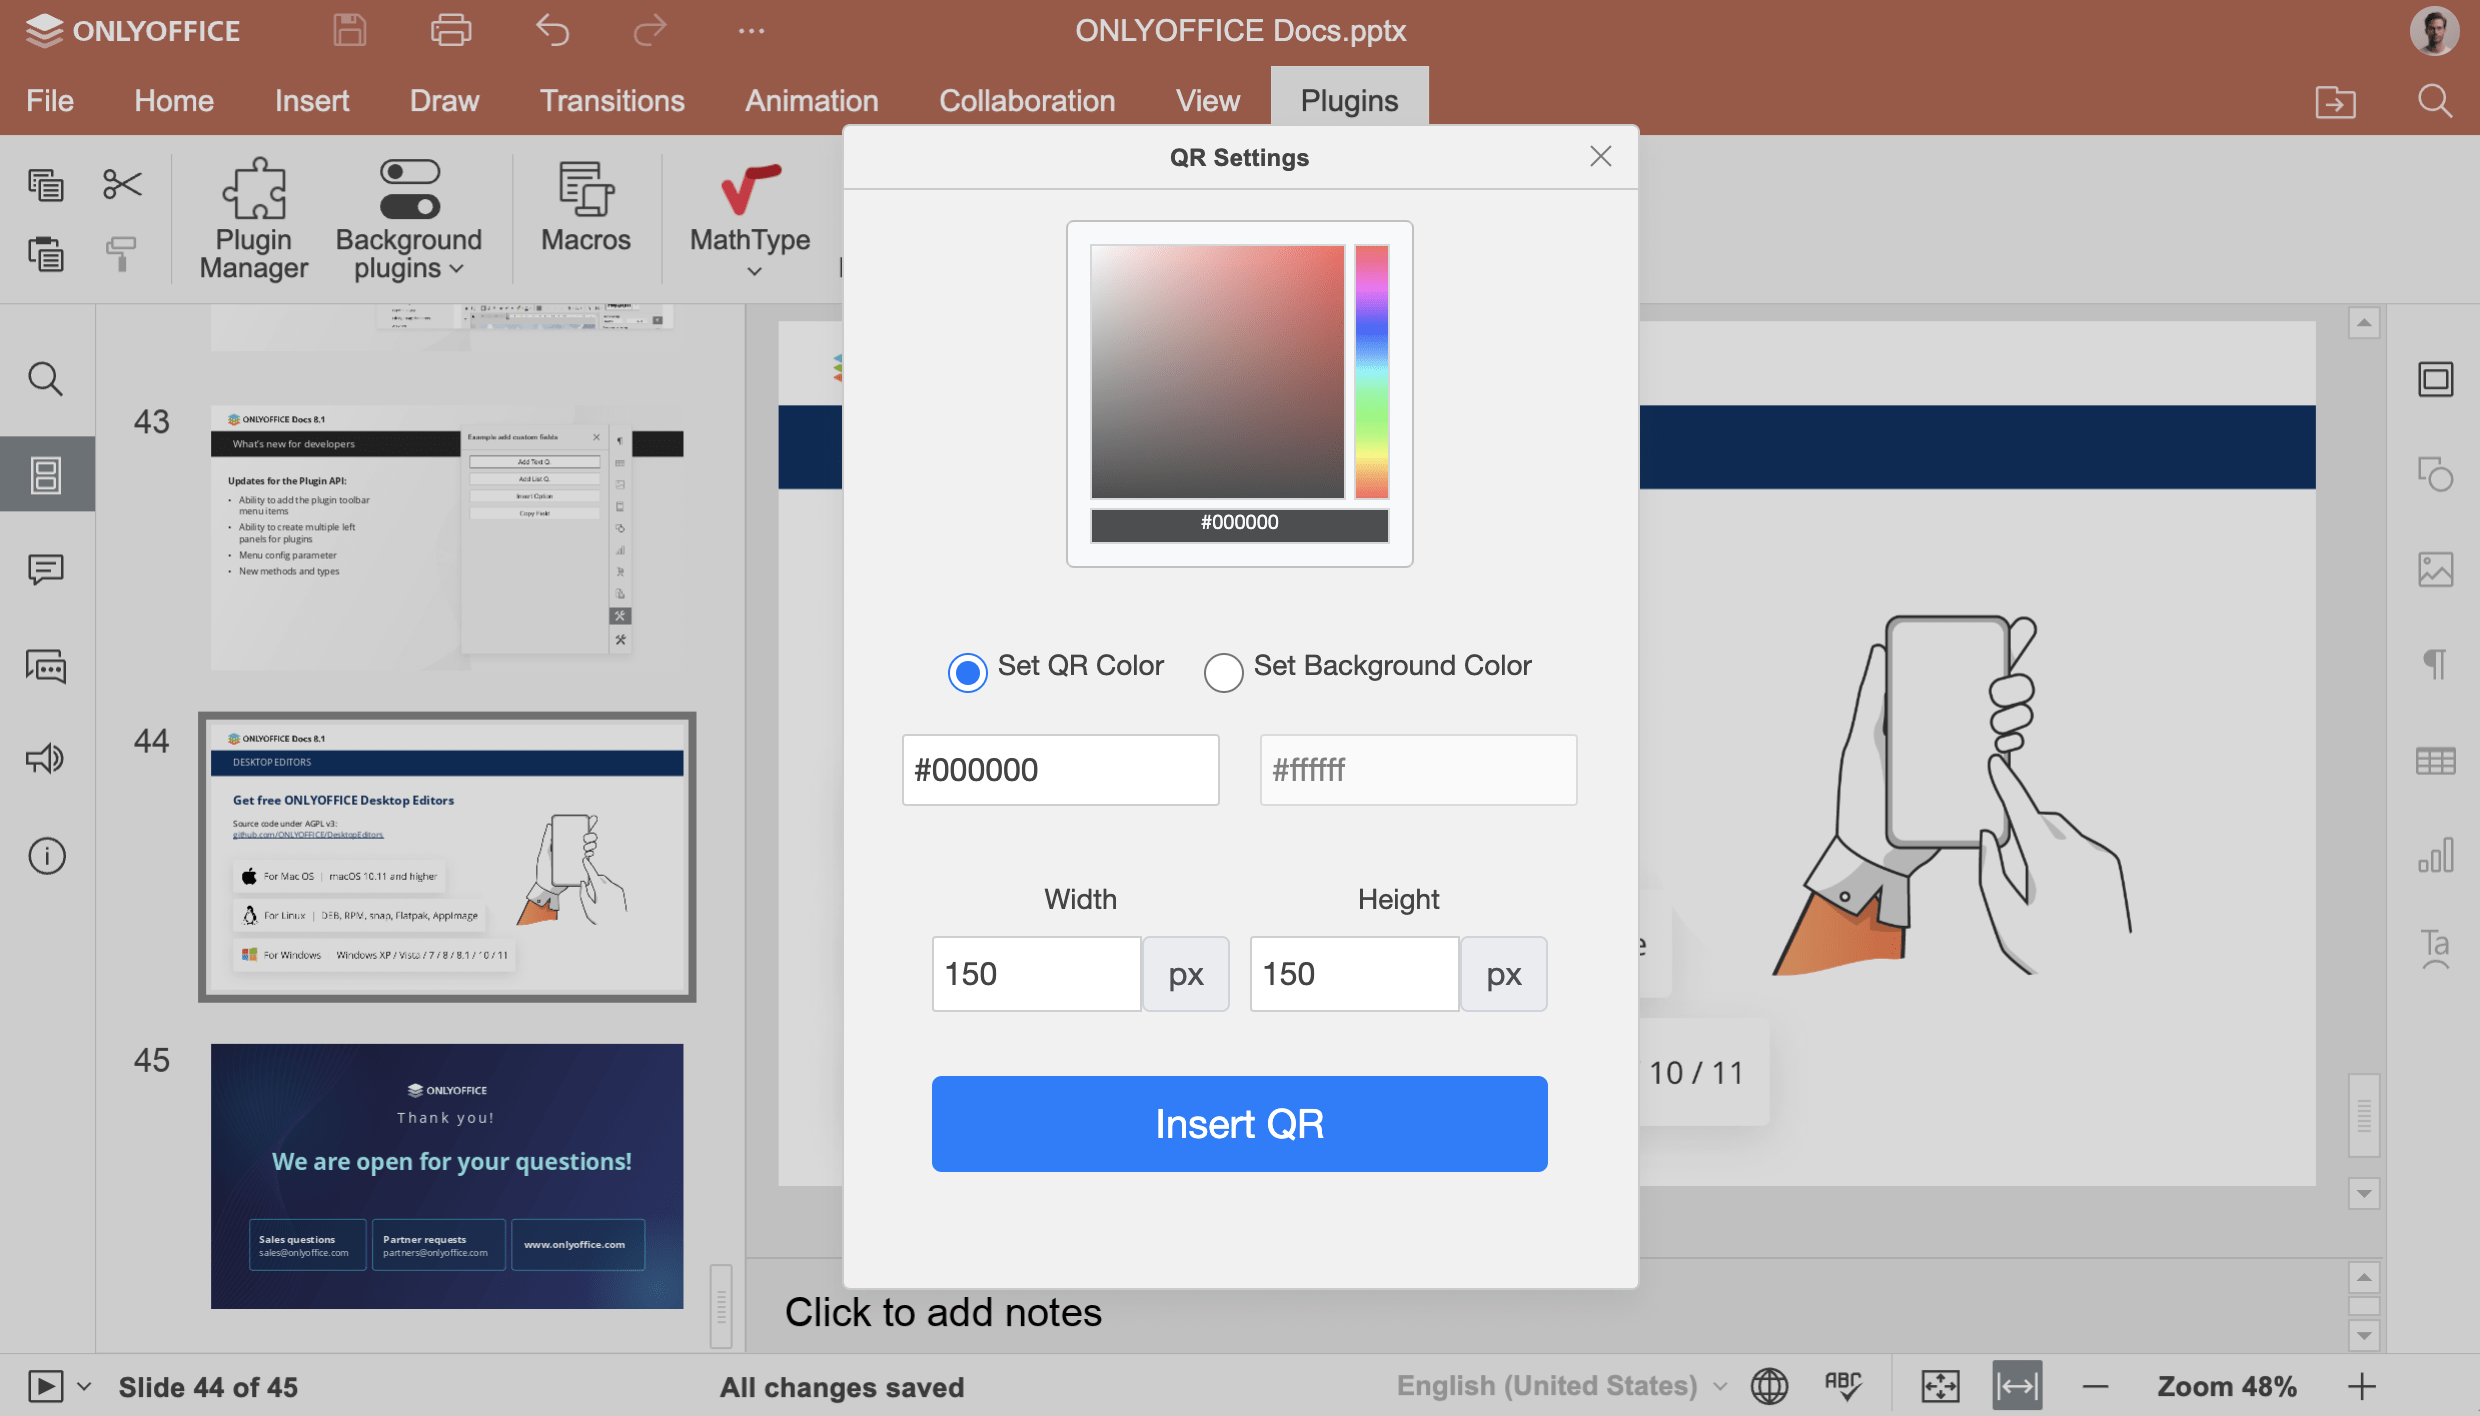 ONLYOFFICE
ONLYOFFICE Docs.pptx
File Home Insert Draw Transitions Animation Collaboration View Plugins
Plugin Manager
Background plugins
Macros
MathType
QR Settings
#000000
Set QR Color
Set Background Color
#000000
#ffffff
Width
Height
150 px
150 px
Insert QR
43
ONLYOFFICE Docs 8.1
What's new for developers
Updates for the Plugin API:
• Ability to add the plugin toolbar
menu items
• Ability to create multiple left
panels for plugins
• Menu config parameter
• New methods and types
Example add custom fields
Add Text Q.
Add List Q.
Insert Option
Copy Field
44
ONLYOFFICE Docs 8.1
DESKTOP EDITORS
Get free ONLYOFFICE Desktop Editors
Source code under AGPL v3:
github.com/ONLYOFFICE/DesktopEditors
For Mac OS | macOS 10.11 and higher
For Linux | DEB, RPM, snap, Flatpak, AppImage
For Windows Windows XP / Vista / 7 / 8 / 8.1 / 10 / 11
45
ONLYOFFICE
Thank you!
We are open for your questions!
Sales questions
sales@onlyoffice.com
Partner requests
partners@onlyoffice.com
www.onlyoffice.com
e
10 / 11
Click to add notes
Slide 44 of 45
All changes saved
English (United States)
ABC
Zoom 48%